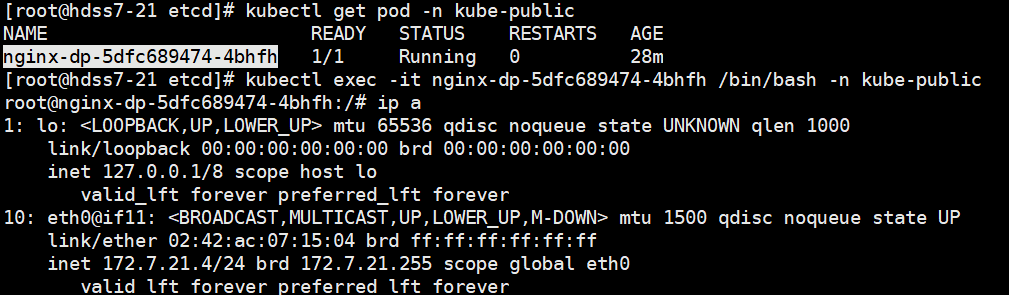 [root@hdss7-21 etcd]# kubectl get pod -n kube-public
NAME                        READY   STATUS    RESTARTS   AGE
nginx-dp-5dfc689474-4bhfh   1/1     Running   0          28m
[root@hdss7-21 etcd]# kubectl exec -it nginx-dp-5dfc689474-4bhfh /bin/bash -n kube-public
root@nginx-dp-5dfc689474-4bhfh:/# ip a
1: lo: <LOOPBACK,UP,LOWER_UP> mtu 65536 qdisc noqueue state UNKNOWN qlen 1000
    link/loopback 00:00:00:00:00:00 brd 00:00:00:00:00:00
    inet 127.0.0.1/8 scope host lo
       valid_lft forever preferred_lft forever
10: eth0@if11: <BROADCAST,MULTICAST,UP,LOWER_UP,M-DOWN> mtu 1500 qdisc noqueue state UP
    link/ether 02:42:ac:07:15:04 brd ff:ff:ff:ff:ff:ff
    inet 172.7.21.4/24 brd 172.7.21.255 scope global eth0
       valid_lft forever preferred_lft forever